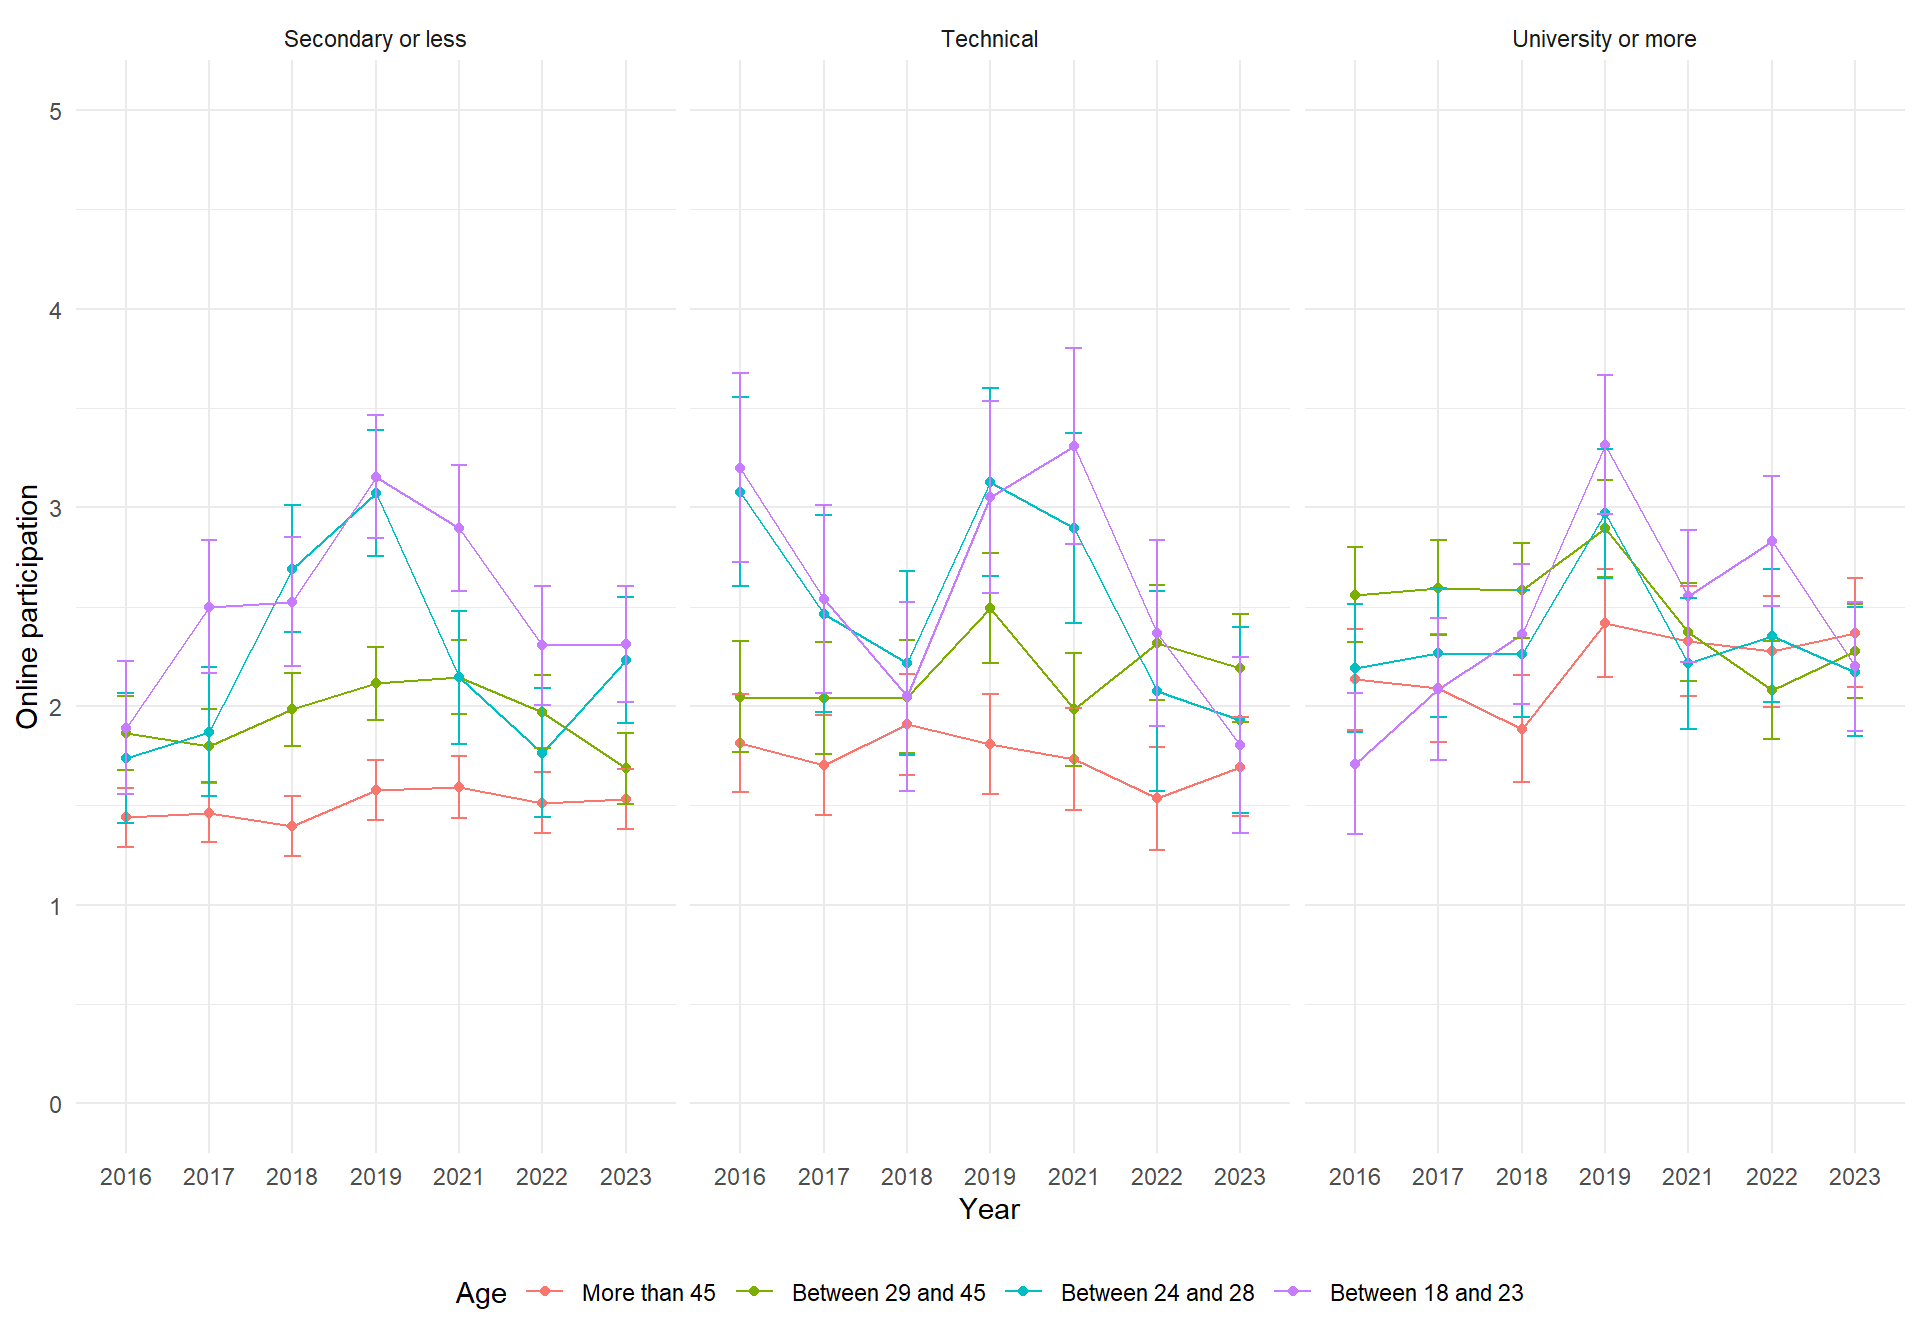 Secondary or less Technical University or more
5
4
3
2
1
0
Online participation
2016 2017 2018 2019 2021 2022 2023 2016 2017 2018 2019 2021 2022 2023 2016 2017 2018 2019 2021 2022 2023
Year
Age More than 45 Between 29 and 45 Between 24 and 28 Between 18 and 23